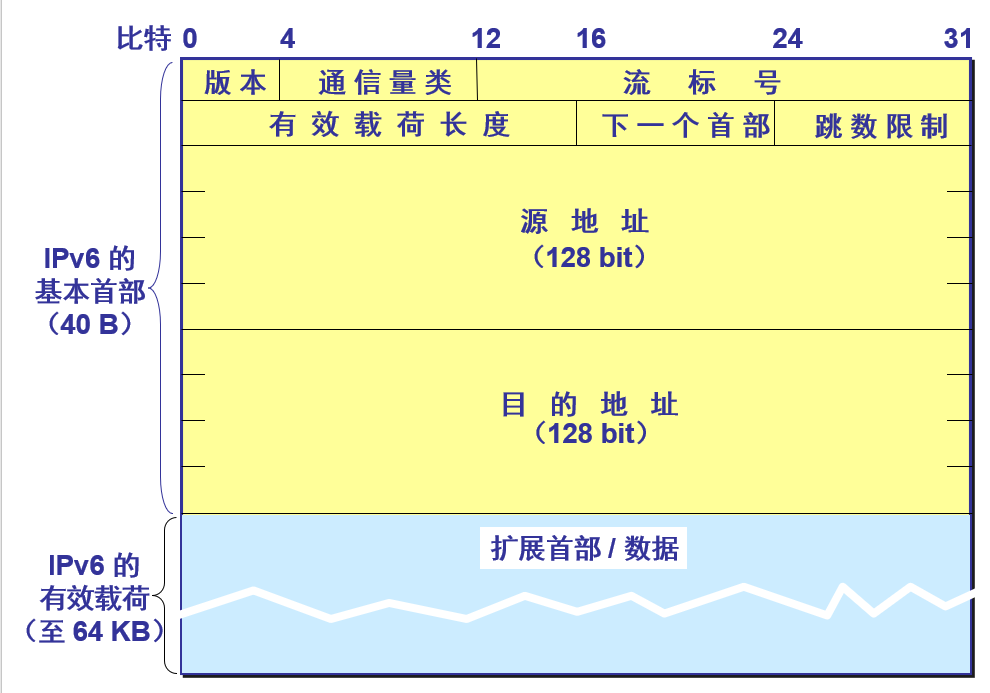 比特 0 4 12 16 24 31
版本 通信量类 流标号
有效载荷长度 下一个首部 跳数限制
源地址
（128 bit）
IPv6 的
基本首部
（40 B）
目的地址
（128 bit）
扩展首部 / 数据
IPv6 的
有效载荷
（至 64 KB）